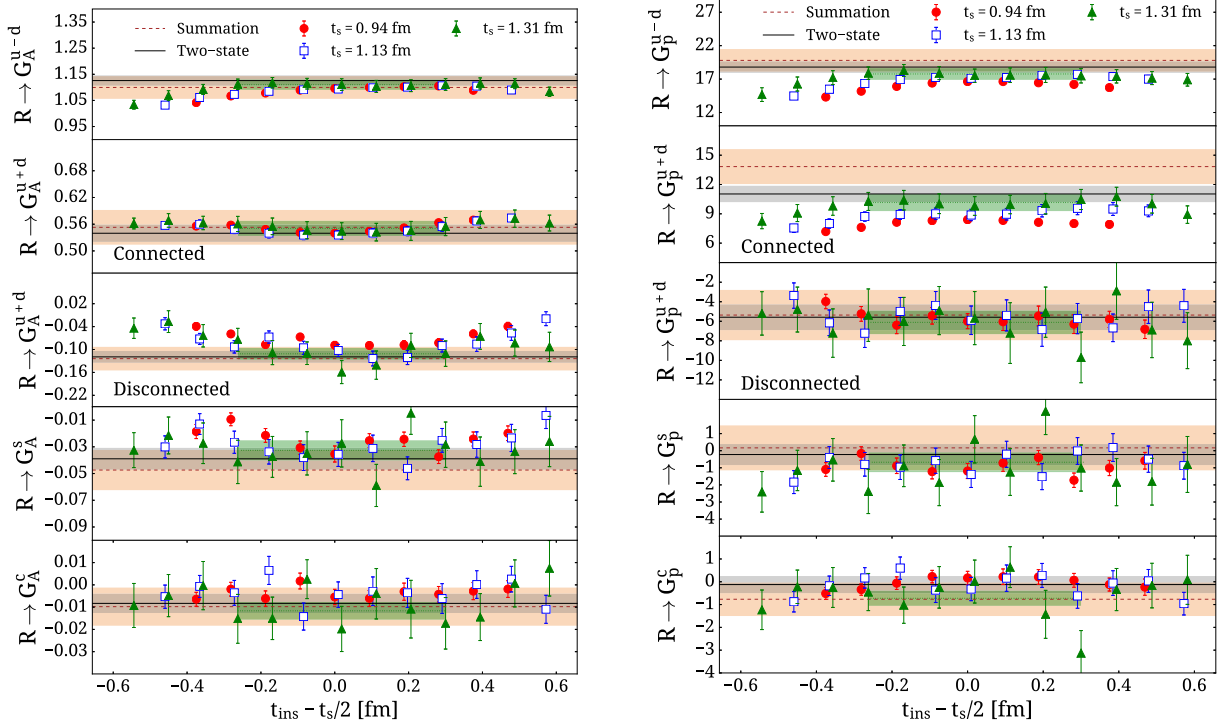 Summation
Two−state
t_s = 0.94 fm
t_s = 1.13 fm
t_s = 1.31 fm
R → G_A^{u−d}
1.35
1.25
1.15
1.05
0.95
R → G_A^{u+d}
0.68
0.62
0.56
0.50
Connected
R → G_A^{u+d}
0.02
−0.04
−0.10
−0.16
−0.22
Disconnected
R → G_A^s
−0.01
−0.03
−0.05
−0.07
−0.09
R → G_A^c
0.01
0.00
−0.01
−0.02
−0.03
−0.6 −0.4 −0.2 0.0 0.2 0.4 0.6
t_ins − t_s/2 [fm]
Summation
Two−state
t_s = 0.94 fm
t_s = 1.13 fm
t_s = 1.31 fm
R → G_p^{u−d}
27
22
17
12
R → G_p^{u+d}
15
12
9
6
Connected
R → G_p^{u+d}
−2
−4
−6
−8
−10
−12
Disconnected
R → G_p^s
1
0
−1
−2
−3
−4
R → G_p^c
1
0
−1
−2
−3
−4
−0.6 −0.4 −0.2 0.0 0.2 0.4 0.6
t_ins − t_s/2 [fm]